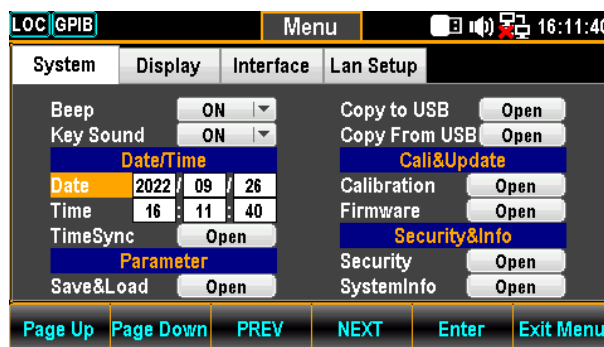 LOC GPIB Menu 16:11:40
System Display Interface Lan Setup
Beep ON Copy to USB Open
Key Sound ON Copy From USB Open
Date/Time Cali&Update
Date 2022 / 09 / 26 Calibration Open
Time 16 : 11 : 40 Firmware Open
TimeSync Open Security&Info
Parameter Security Open
Save&Load Open SystemInfo Open
Page Up Page Down PREV NEXT Enter Exit Menu